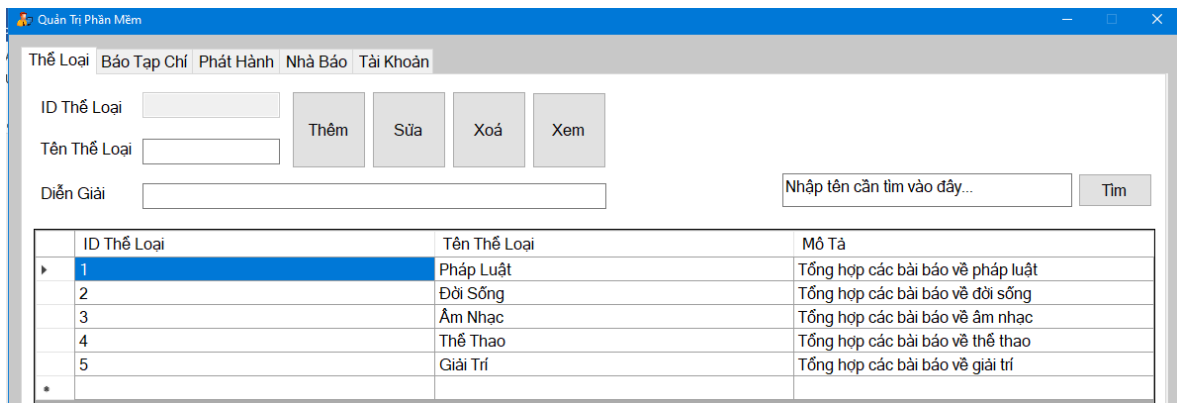 Quản Trị Phần Mềm
Thể Loại Báo Tạp Chí Phát Hành Nhà Báo Tài Khoản
ID Thể Loại
Thêm Sửa Xoá Xem
Tên Thể Loại
Diễn Giải
Nhập tên cần tìm vào đây... Tìm
ID Thể Loại Tên Thể Loại Mô Tả
1 Pháp Luật Tổng hợp các bài báo về pháp luật
2 Đời Sống Tổng hợp các bài báo về đời sống
3 Âm Nhạc Tổng hợp các bài báo về âm nhạc
4 Thể Thao Tổng hợp các bài báo về thể thao
5 Giải Trí Tổng hợp các bài báo về giải trí